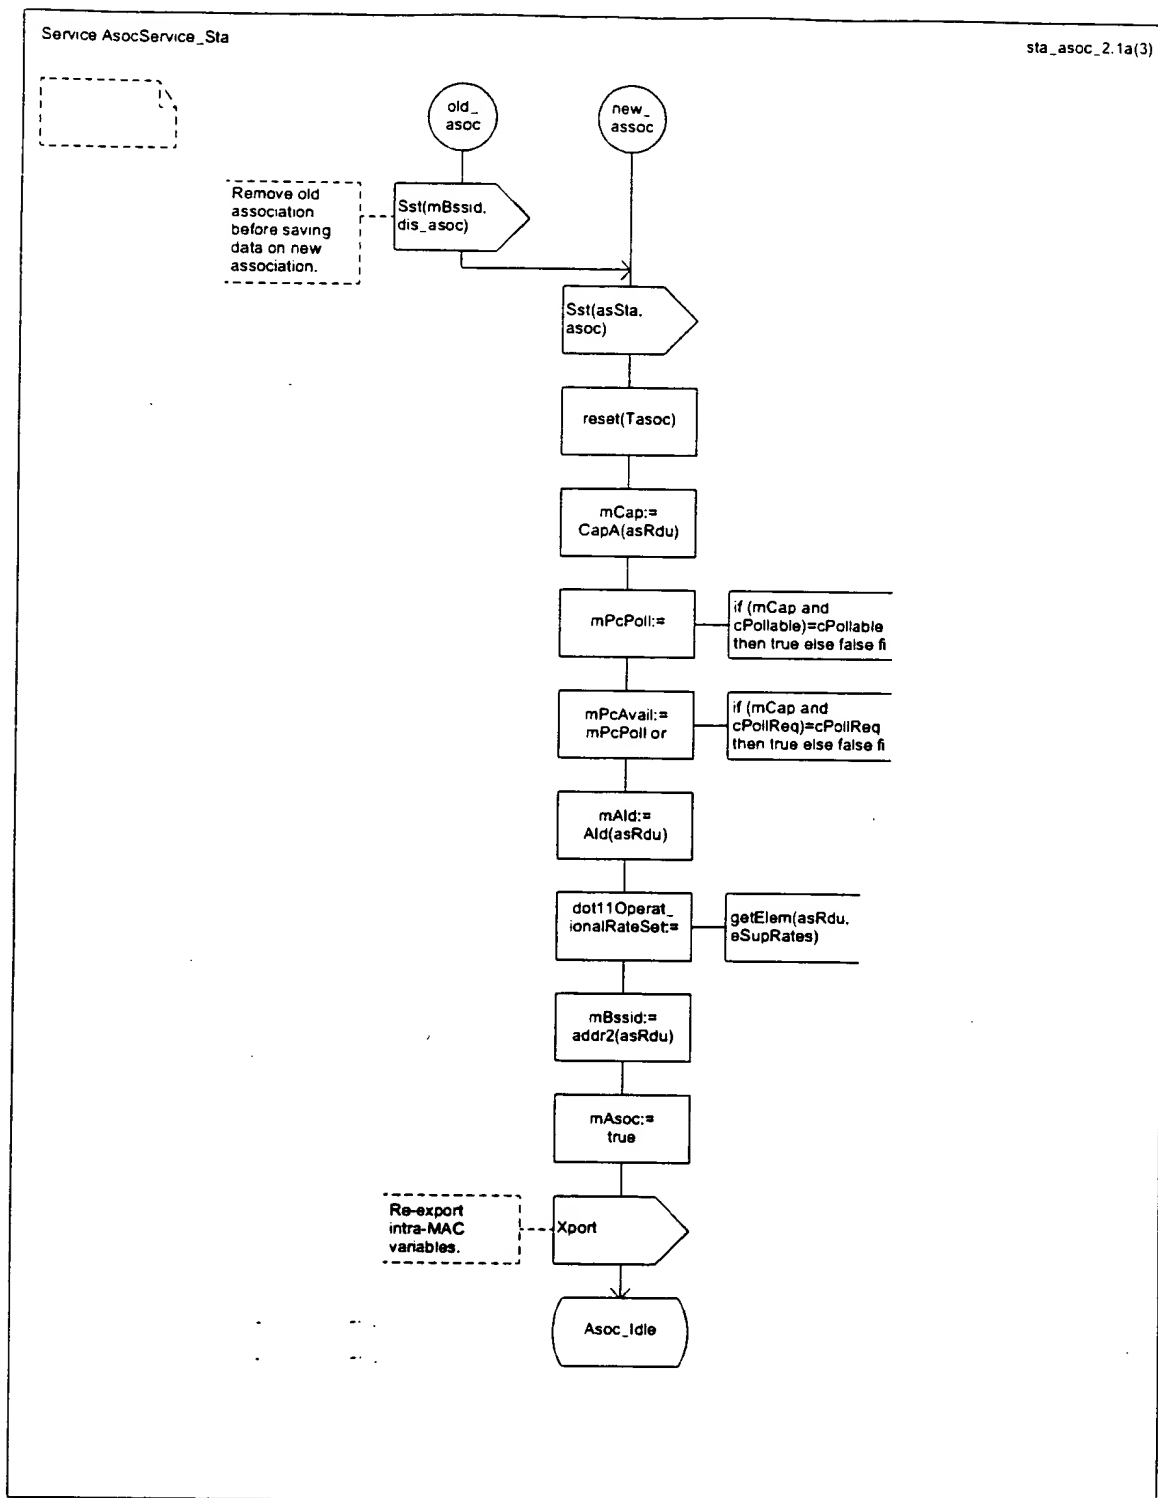 Service AsocService_Sta
sta_asoc_2.1a(3)
old_
asoc
new_
assoc
Remove old
association
before saving
data on new
association.
Sst(mBssid,
dis_asoc)
Sst(asSta,
asoc)
reset(Tasoc)
mCap:=
CapA(asRdu)
mPcPoll:=
if (mCap and
cPollable)=cPollable
then true else false fi
mPcAvail:=
mPcPoll or
if (mCap and
cPollReq)=cPollReq
then true else false fi
mAId:=
AId(asRdu)
dot11Operat_
ionalRateSet:=
getElem(asRdu,
eSupRates)
mBssid:=
addr2(asRdu)
mAsoc:=
true
Re-export
intra-MAC
variables.
Xport
Asoc_Idle